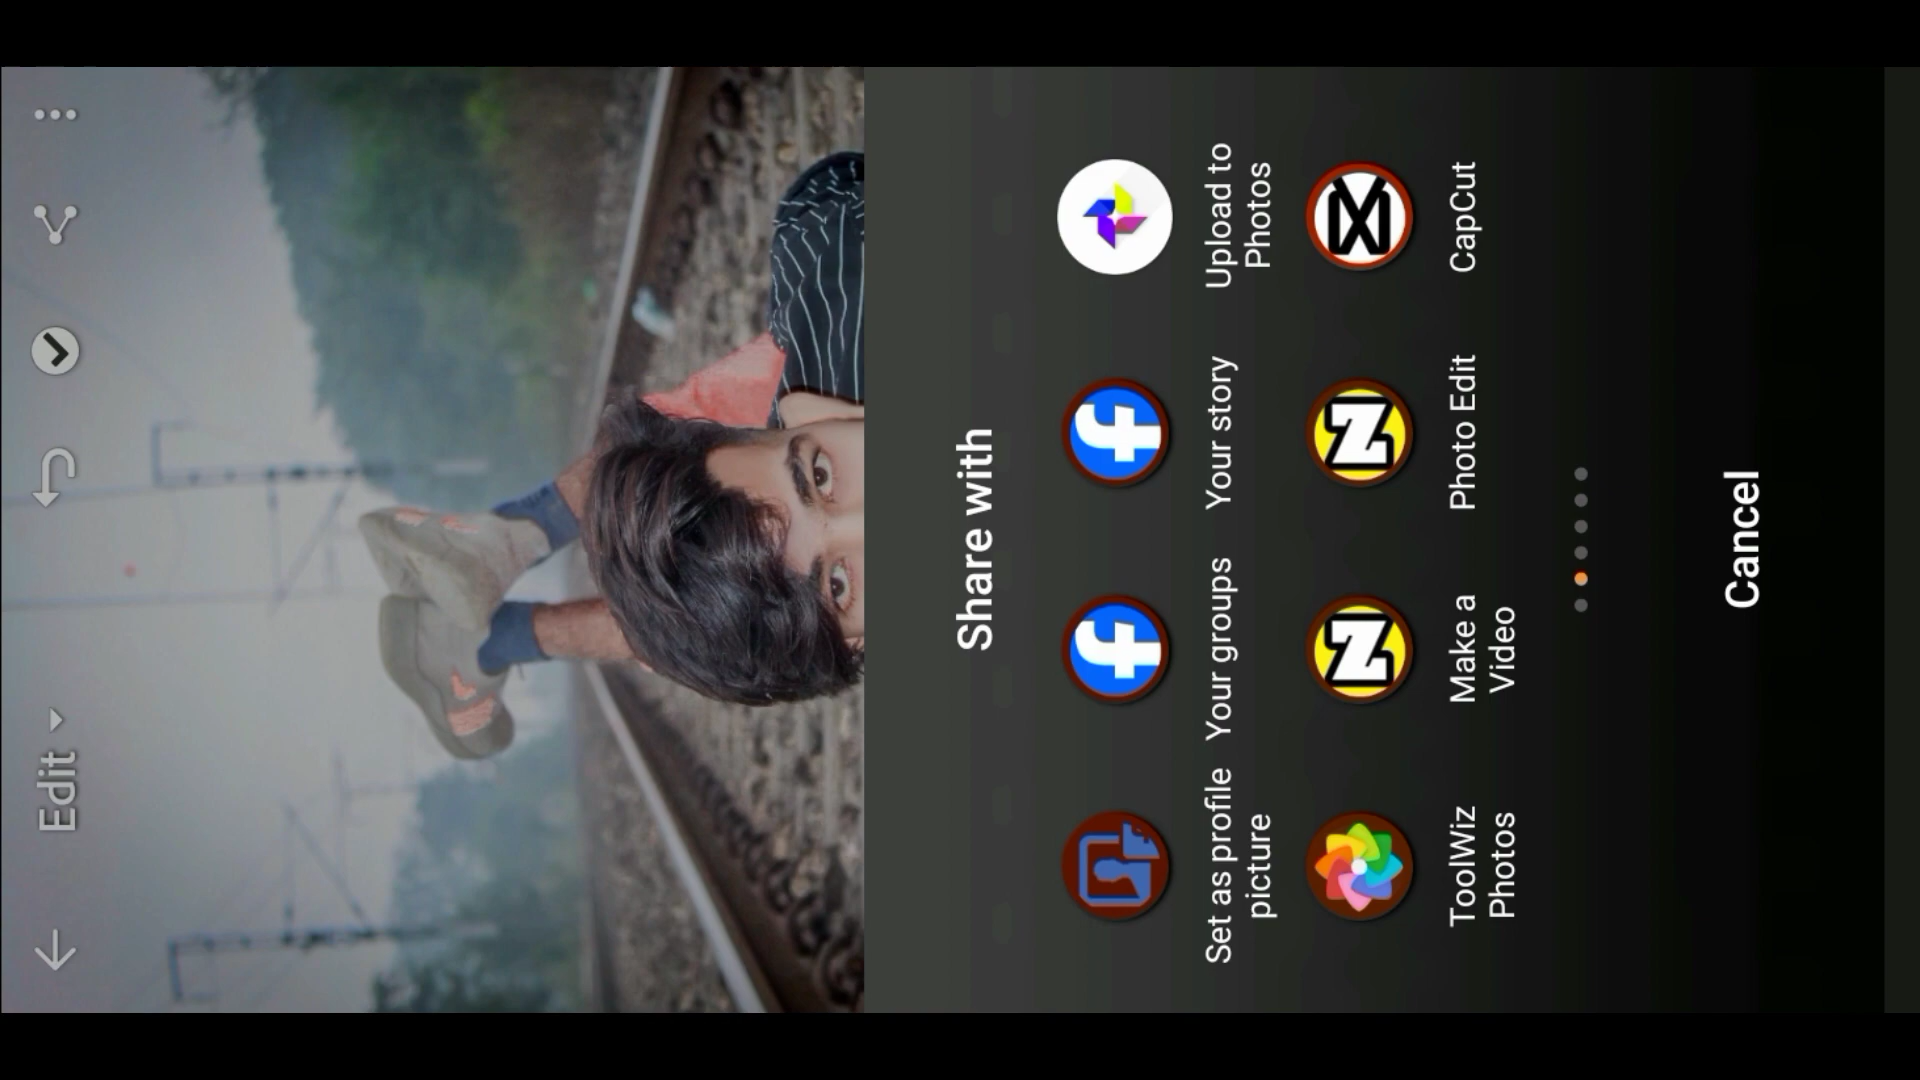 Edit
Share with
Set as profile
picture
Your groups
Your story
Upload to
Photos
ToolWiz
Photos
Make a
Video
Photo Edit
CapCut
Cancel